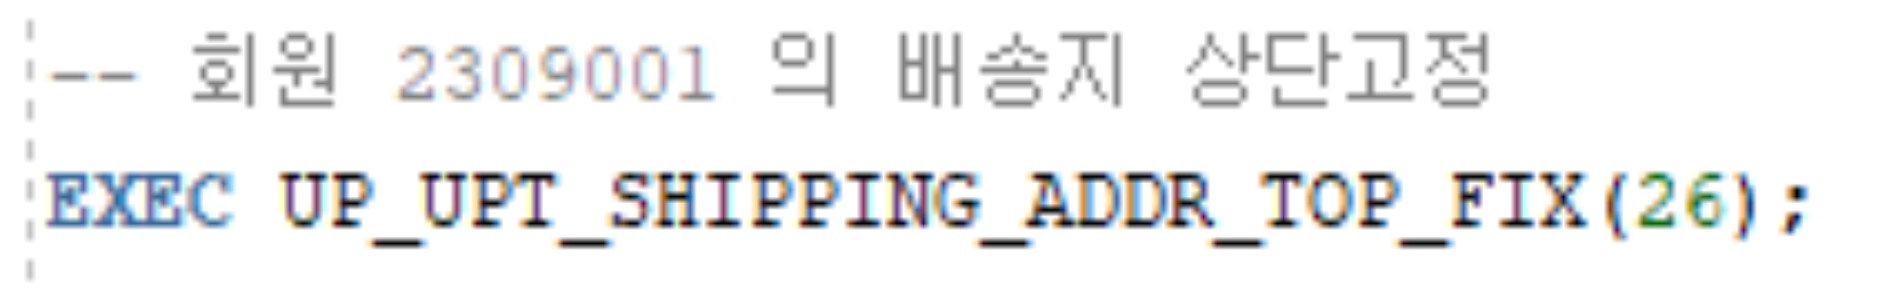 -- 회원 2309001 의 배송지 상단고정
EXEC UP_UPT_SHIPPING_ADDR_TOP_FIX(26);